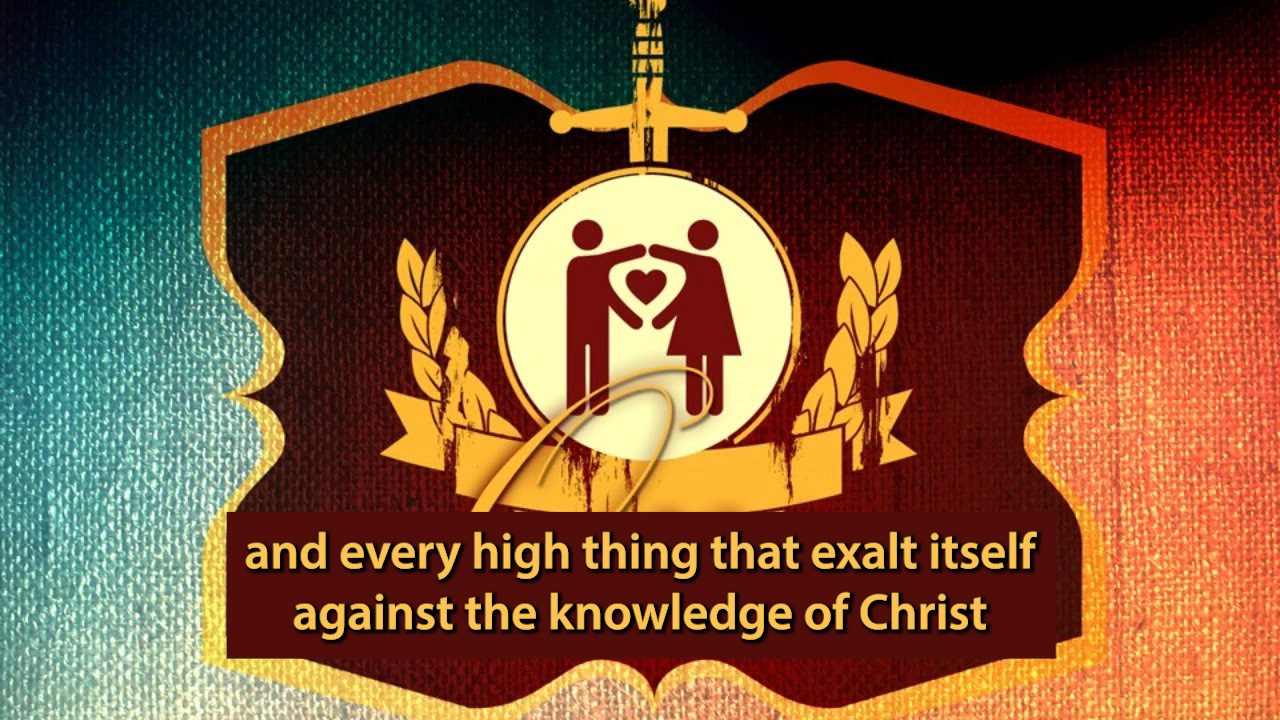 and every high thing that exalt itself
against the knowledge of Christ